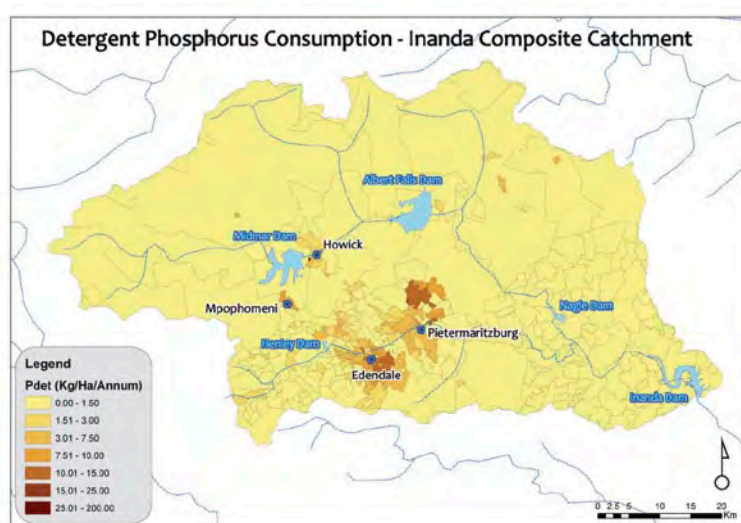 Detergent Phosphorus Consumption - Inanda Composite Catchment
Albert Falls Dam
Midmar Dam
Howick
Mpophomeni
Nagle Dam
Pietermaritzburg
Henley Dam
Edendale
Inanda Dam
Legend
Pdet (Kg/Ha/Annum)
0.00 - 1.50
1.51 - 3.00
3.01 - 7.50
7.51 - 10.00
10.01 - 15.00
15.01 - 25.00
25.01 - 200.00
0 2.5 5 10 15 20
Km